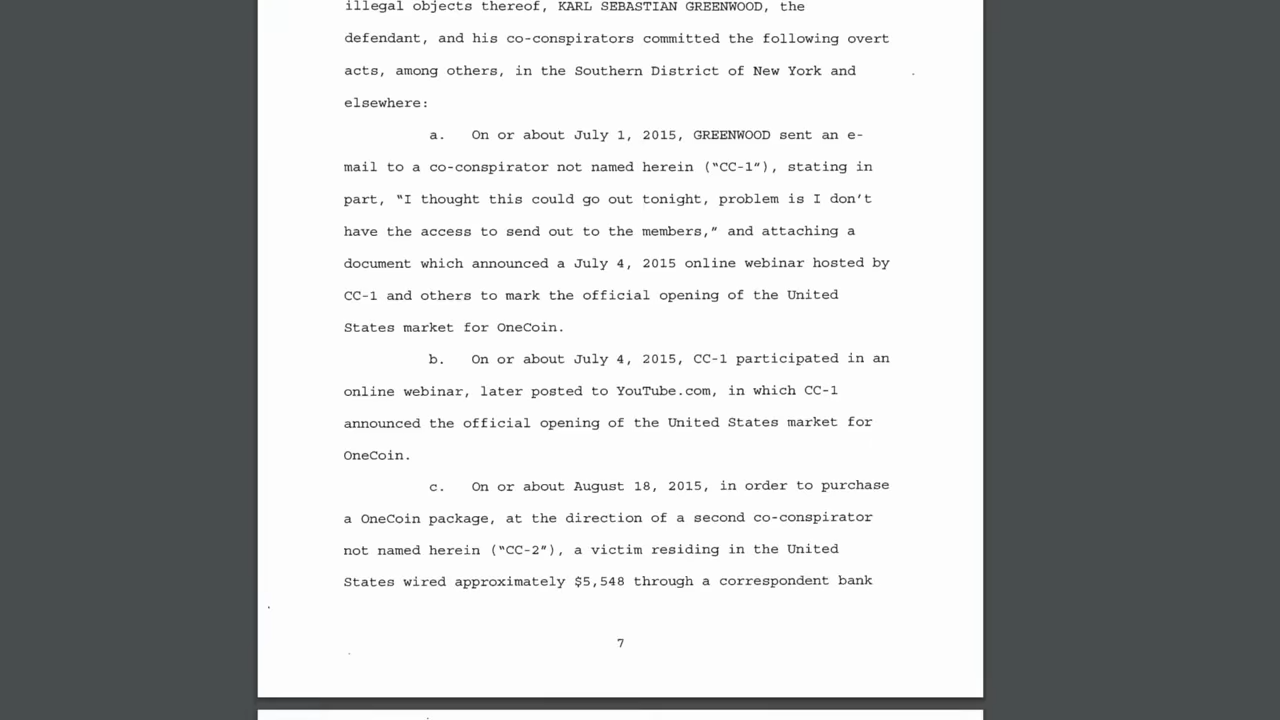 illegal objects thereof, KARL SEBASTIAN GREENWOOD, the
defendant, and his co-conspirators committed the following overt
acts, among others, in the Southern District of New York and
elsewhere:
a. On or about July 1, 2015, GREENWOOD sent an e-
mail to a co-conspirator not named herein ("CC-1"), stating in
part, "I thought this could go out tonight, problem is I don't
have the access to send out to the members," and attaching a
document which announced a July 4, 2015 online webinar hosted by
CC-1 and others to mark the official opening of the United
States market for OneCoin.
b. On or about July 4, 2015, CC-1 participated in an
online webinar, later posted to YouTube.com, in which CC-1
announced the official opening of the United States market for
OneCoin.
c. On or about August 18, 2015, in order to purchase
a OneCoin package, at the direction of a second co-conspirator
not named herein ("CC-2"), a victim residing in the United
States wired approximately $5,548 through a correspondent bank
7